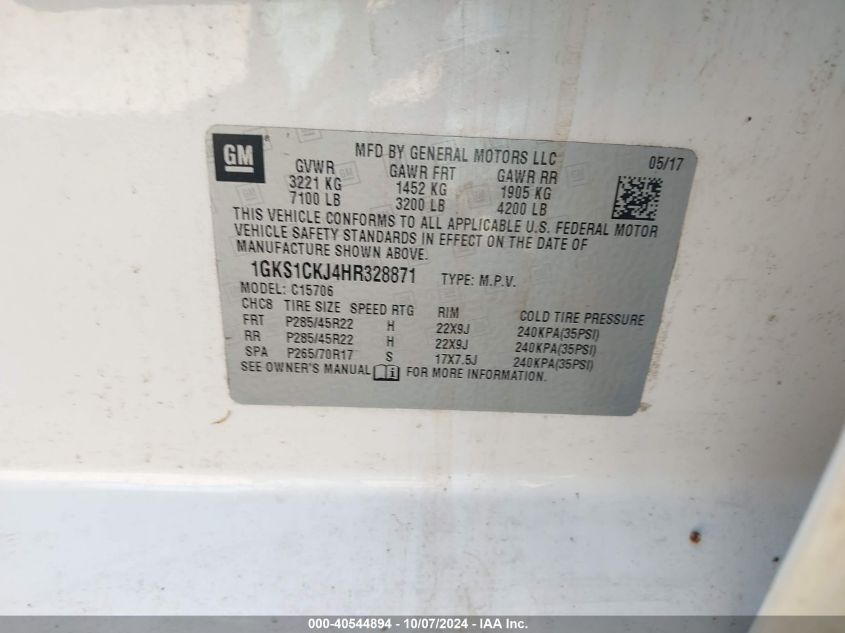 GM
MFD BY GENERAL MOTORS LLC 05/17
GVWR GAWR FRT GAWR RR
3221 KG 1452 KG 1905 KG
7100 LB 3200 LB 4200 LB
THIS VEHICLE CONFORMS TO ALL APPLICABLE U.S. FEDERAL MOTOR
VEHICLE SAFETY STANDARDS IN EFFECT ON THE DATE OF
MANUFACTURE SHOWN ABOVE.
1GKS1CKJ4HR328871 TYPE: M.P.V.
MODEL: C15706
CHC8 TIRE SIZE SPEED RTG RIM COLD TIRE PRESSURE
FRT P285/45R22 H 22X9J 240KPA(35PSI)
RR P285/45R22 H 22X9J 240KPA(35PSI)
SPA P265/70R17 S 17X7.5J 240KPA(35PSI)
SEE OWNER'S MANUAL FOR MORE INFORMATION.
000-40544894 - 10/07/2024 - IAA Inc.